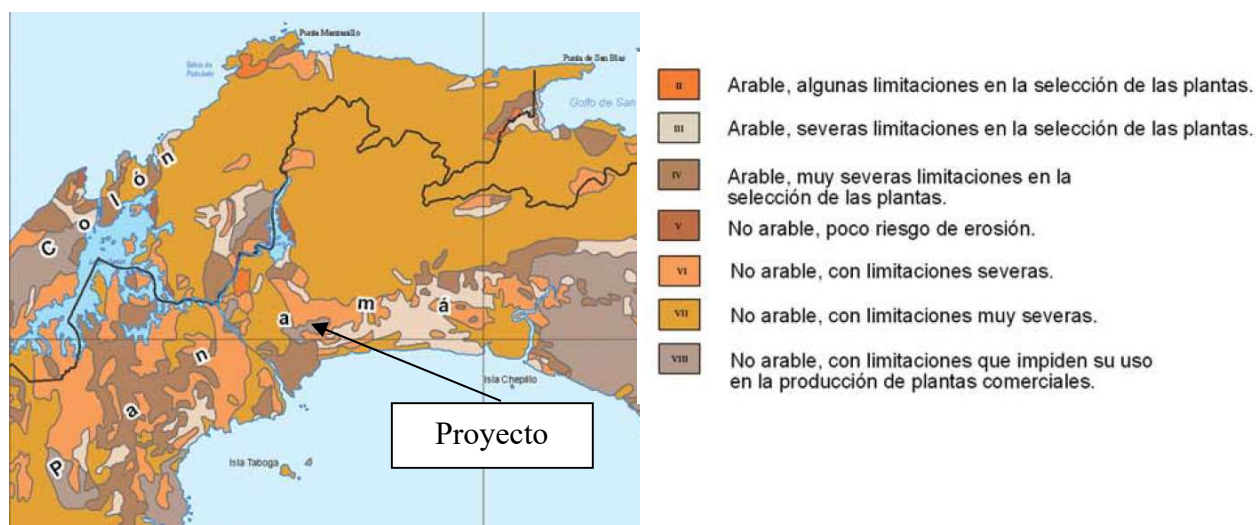 Punta Manzanillo
Punta de San Blas
Golfo de San
C o l ó n
P a n a m á
Isla Chepillo
Isla Taboga
Proyecto
II
Arable, algunas limitaciones en la selección de las plantas.
III
Arable, severas limitaciones en la selección de las plantas.
IV
Arable, muy severas limitaciones en la
selección de las plantas.
V
No arable, poco riesgo de erosión.
VI
No arable, con limitaciones severas.
VII
No arable, con limitaciones muy severas.
VIII
No arable, con limitaciones que impiden su uso
en la producción de plantas comerciales.